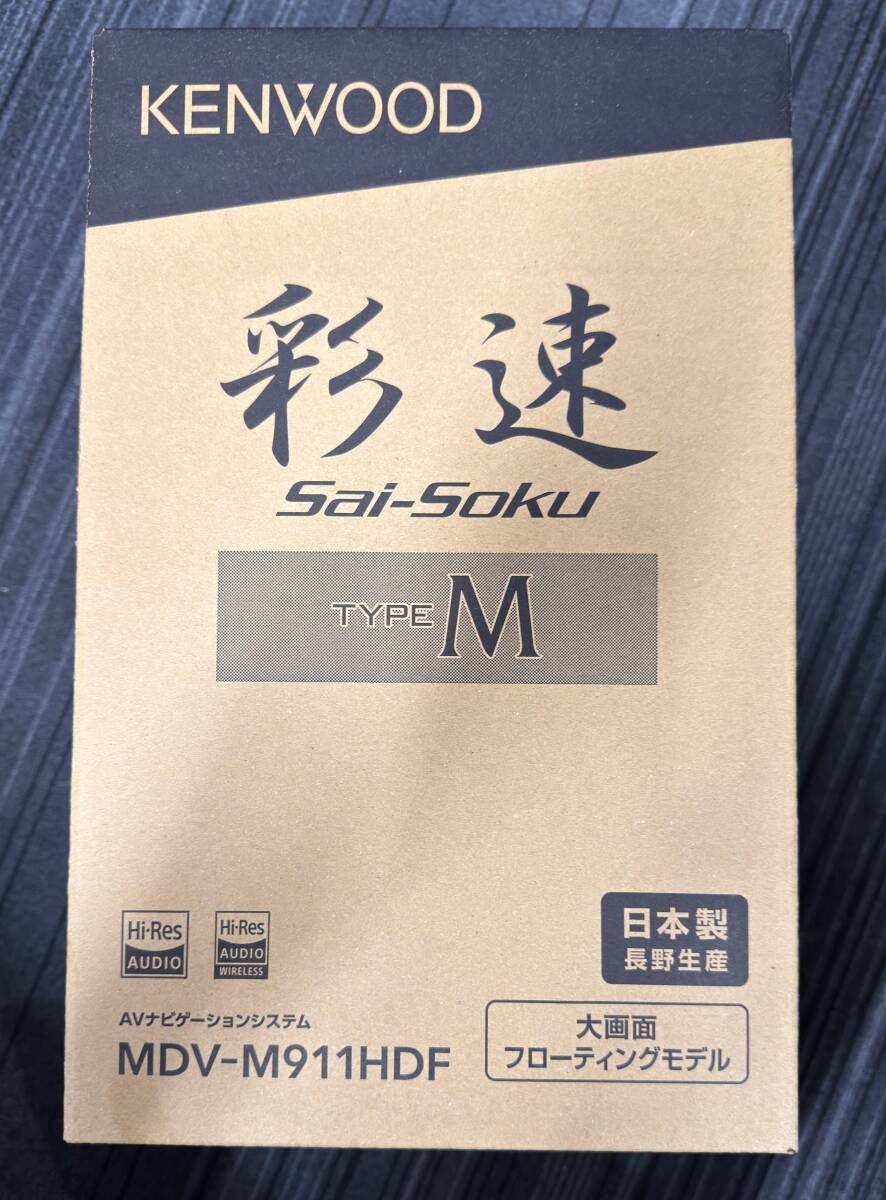 KENWOOD
彩速
Sai-Soku
TYPE M
Hi-Res
AUDIO
Hi-Res
AUDIO
WIRELESS
日本製
長野生産
AVナビゲーションシステム
MDV-M911HDF
大画面
フローティングモデル